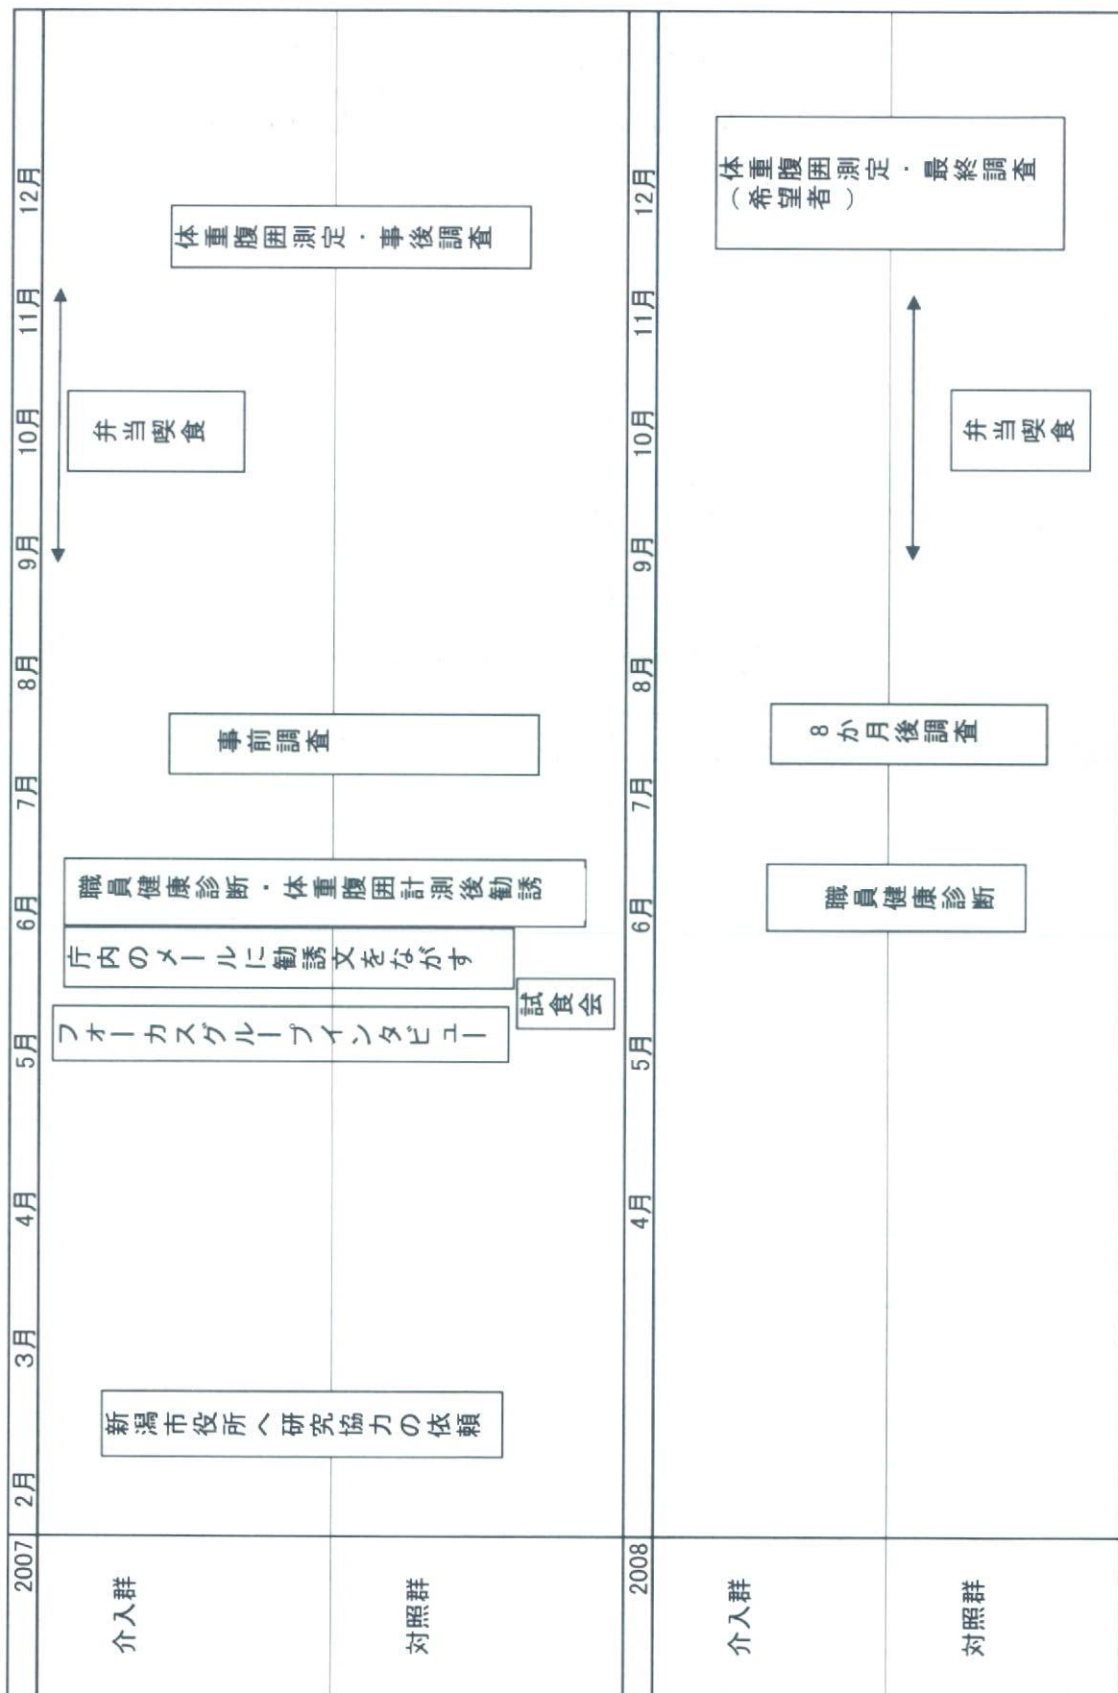 2007
2月
3月
4月
5月
6月
7月
8月
9月
10月
11月
12月
介入群
対照群
新潟市役所へ研究協力の依頼
フォーカスグループインタビュー
試食会
庁内のメールに勧誘文をながす
職員健康診断・体重腹囲計測後勧誘
事前調査
弁当喫食
体重腹囲測定・事後調査
2008
4月
5月
6月
7月
8月
9月
10月
11月
12月
介入群
対照群
職員健康診断
8か月後調査
弁当喫食
体重腹囲測定・最終調査
（希望者）